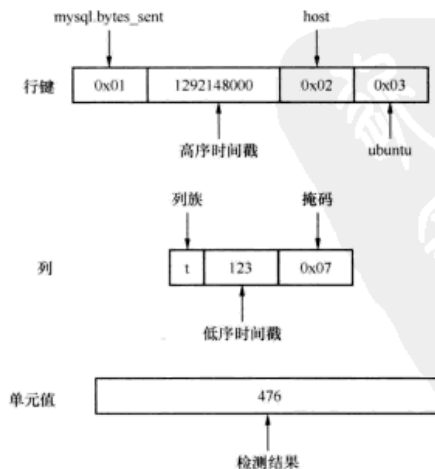 mysql.bytes_sent host
行键 0x01 1292148000 0x02 0x03
高序时间戳 ubuntu
列族 掩码
列 t 123 0x07
低序时间戳
单元值 476
检测结果